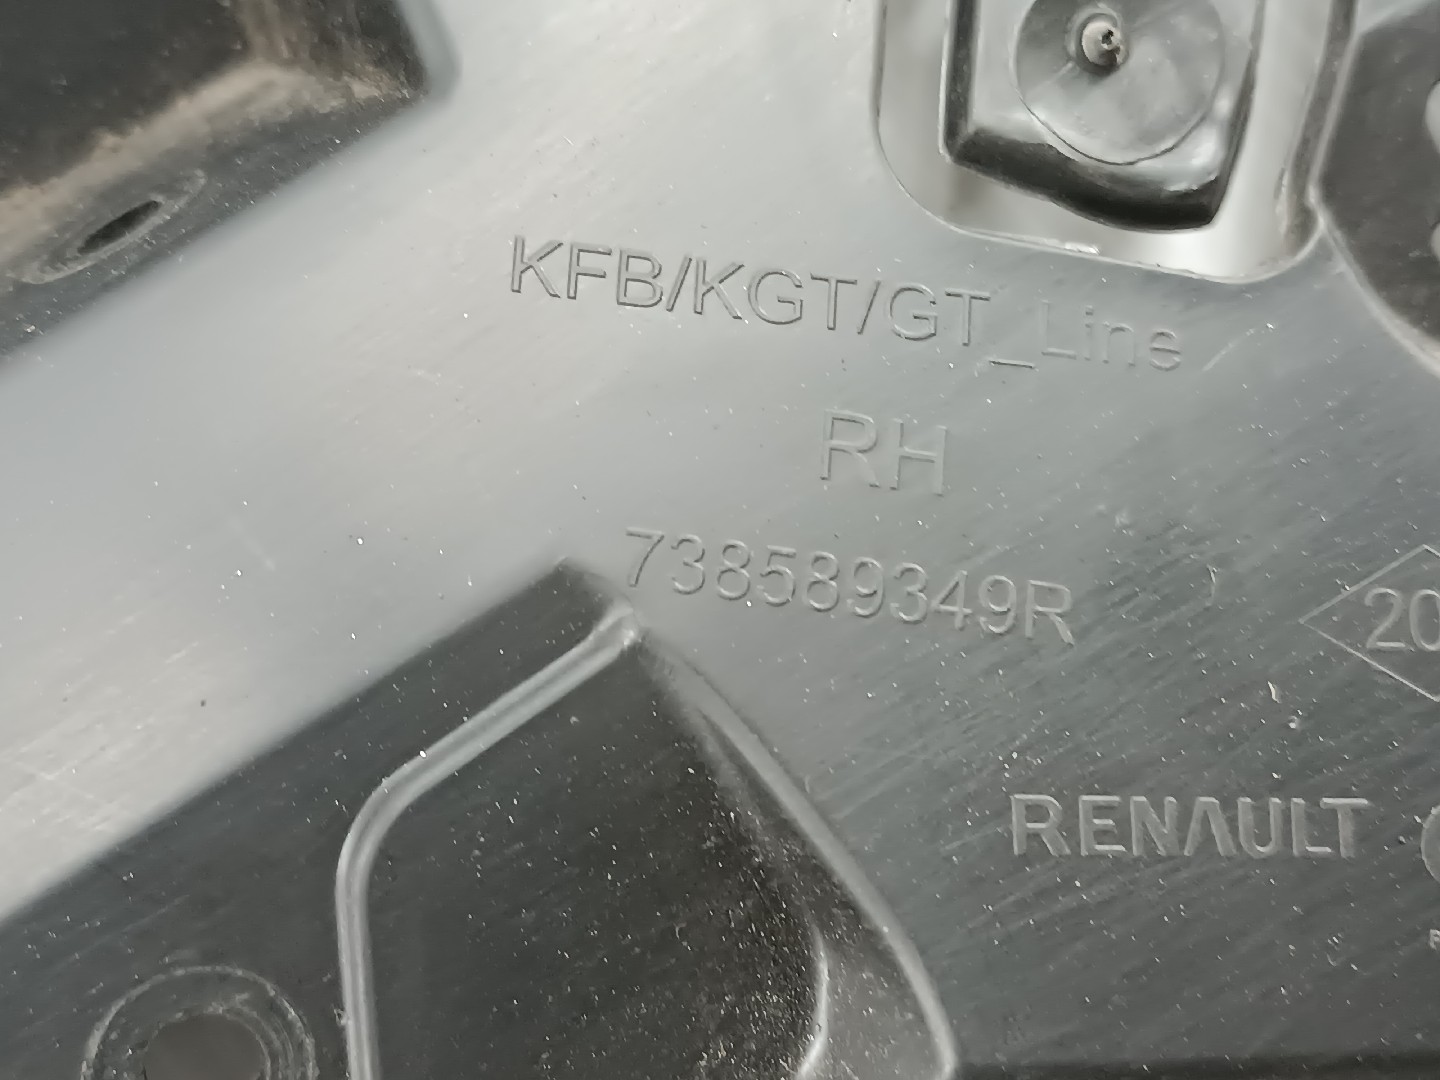 KFB/KGT/GT_Line
RH
738589349R
20
RENAULT